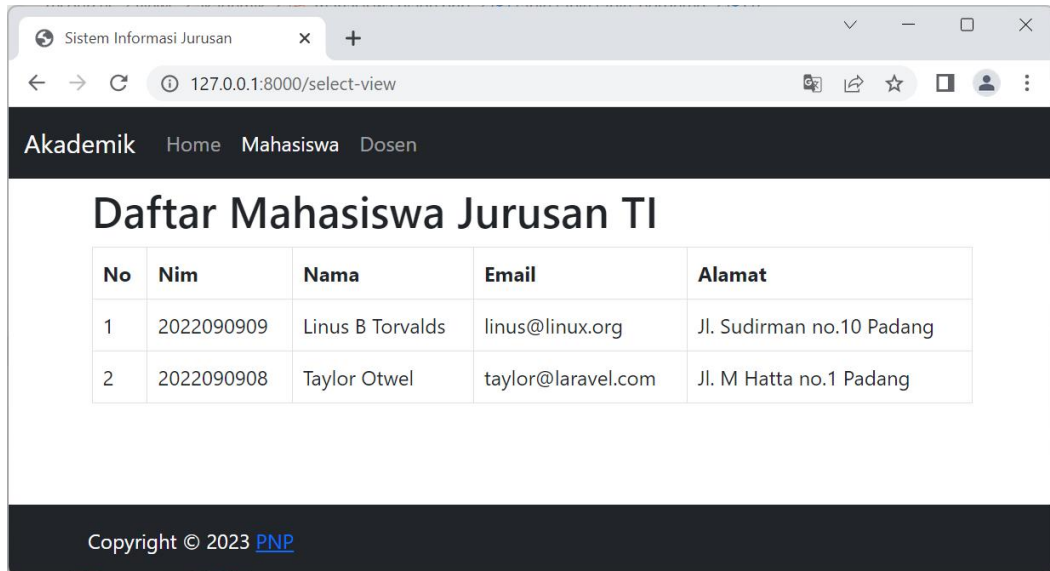 Sistem Informasi Jurusan
127.0.0.1:8000/select-view
Akademik Home Mahasiswa Dosen
Daftar Mahasiswa Jurusan TI
No Nim Nama Email Alamat
1 2022090909 Linus B Torvalds linus@linux.org Jl. Sudirman no.10 Padang
2 2022090908 Taylor Otwel taylor@laravel.com Jl. M Hatta no.1 Padang
Copyright © 2023 PNP